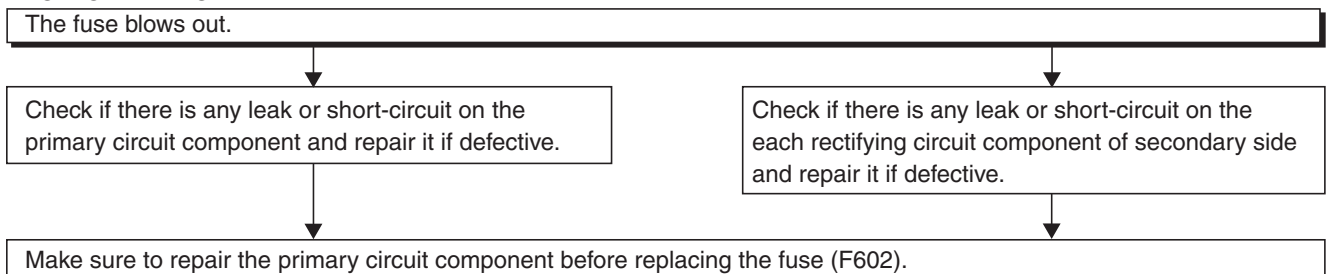 The fuse blows out.
Check if there is any leak or short-circuit on the
primary circuit component and repair it if defective.
Check if there is any leak or short-circuit on the
each rectifying circuit component of secondary side
and repair it if defective.
Make sure to repair the primary circuit component before replacing the fuse (F602).